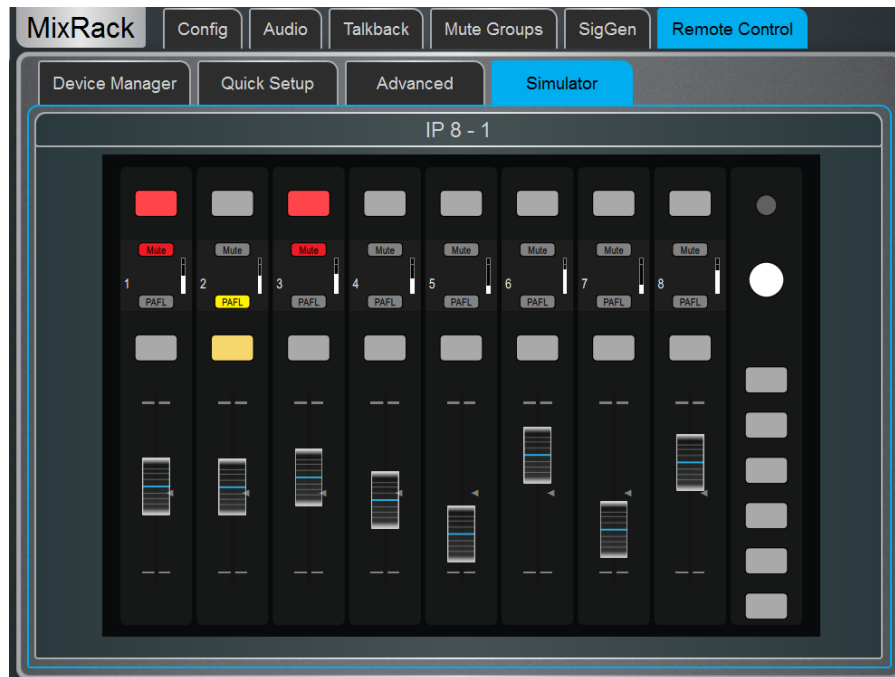 MixRack Config Audio Talkback Mute Groups SigGen Remote Control
Device Manager Quick Setup Advanced Simulator
IP 8 - 1
Mute Mute Mute Mute Mute Mute Mute Mute
1 2 3 4 5 6 7 8
PAFL PAFL PAFL PAFL PAFL PAFL PAFL PAFL